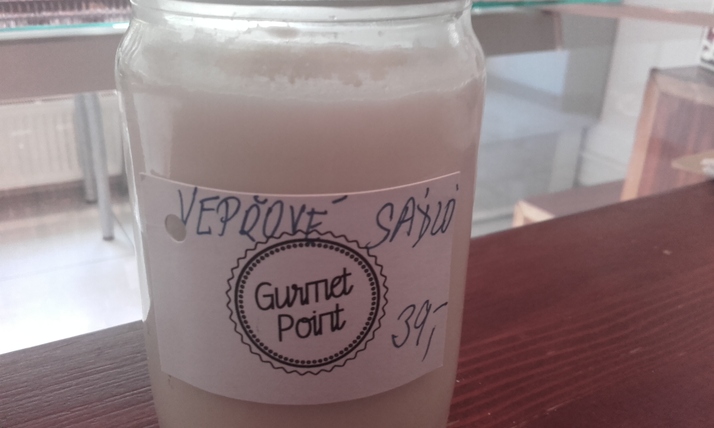 VEPŘOVÉ SÁDLO
Gurmet
Point
39,-